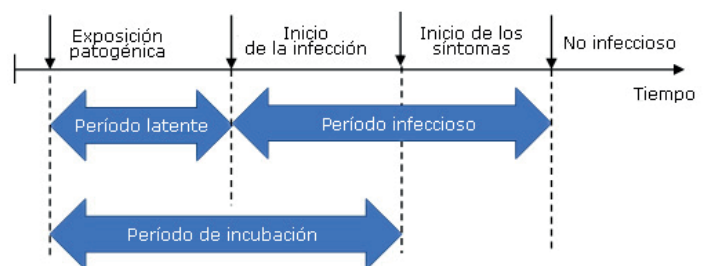 Exposición
patogénica
Inicio
de la infección
Inicio de los
síntomas
No infeccioso
Tiempo
Período latente
Período infeccioso
Período de incubación